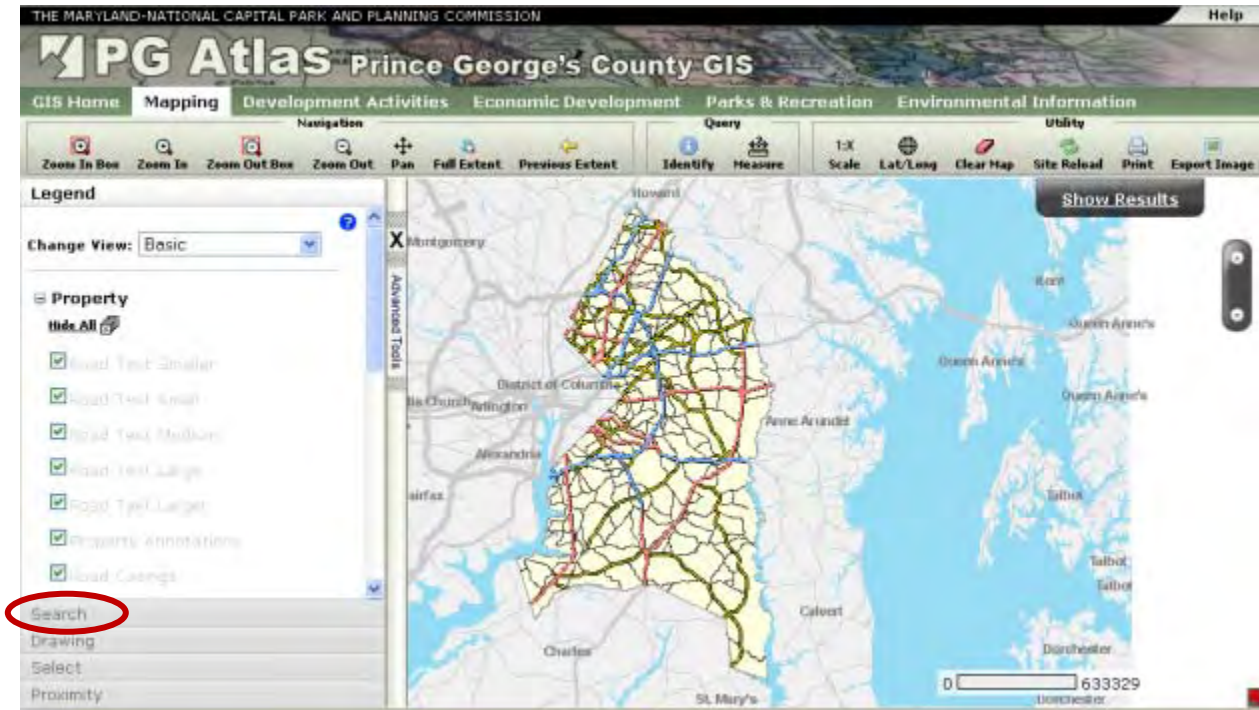 THE MARYLAND-NATIONAL CAPITAL PARK AND PLANNING COMMISSION
Help
PG Atlas Prince George's County GIS
GIS Home Mapping Development Activities Economic Development Parks & Recreation Environmental Information
Navigation Query Utility
Zoom In Box Zoom In Zoom Out Box Zoom Out Pan Full Extent Previous Extent Identify Measure 1:X Scale Lat/Long Clear Map Site Reload Print Export Image
Legend
Show Results
Change View: Basic
X
Advanced Tools
Property
Hide All
Road Text Smaller
Road Text Small
Road Text Medium
Road Text Large
Road Text Larger
Property Annotations
Road Casings
Search
Drawing
Select
Proximity
Howard
Montgomery
Kent
Queen Anne's
Queen Anne's
District of Columbia
Queen Anne's
Church Arlington
Anne Arundel
Alexandria
airfax
Talbot
Talbot
Talbot
Calvert
Charles
Dorchester
0 633329
St. Mary's
Dorchester